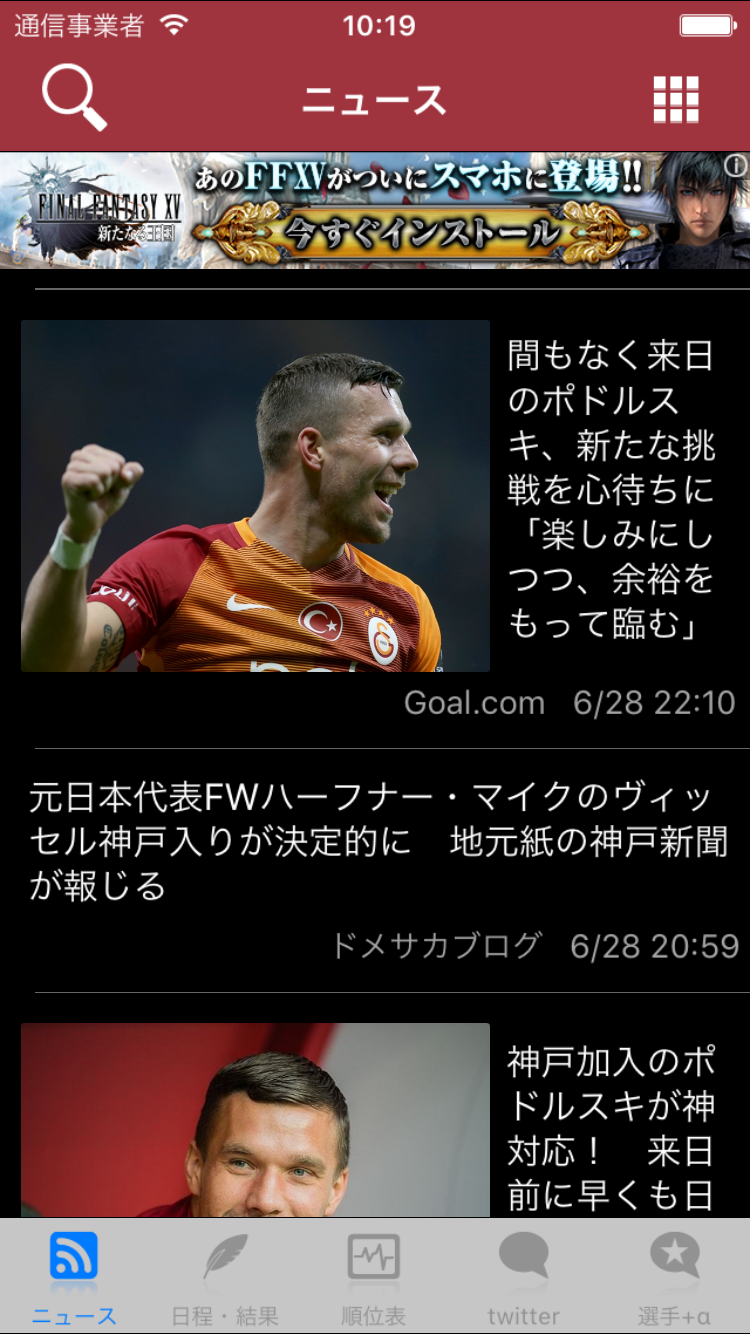 通信事業者
10:19
ニュース
FINAL FANTASY XV
新たなる王国
あのFFXVがついにスマホに登場!!
今すぐインストール
間もなく来日
のポドルス
キ、新たな挑
戦を心待ちに
「楽しみにし
つつ、余裕を
もって臨む」
Goal.com 6/28 22:10
元日本代表FWハーフナー・マイクのヴィッ
セル神戸入りが決定的に　地元紙の神戸新聞
が報じる
ドメサカブログ 6/28 20:59
神戸加入のポ
ドルスキが神
対応！　来日
前に早くも日
ニュース
日程・結果
順位表
twitter
選手+α